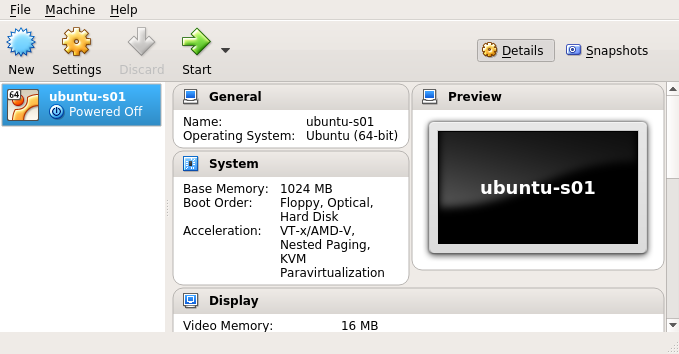 File Machine Help
New Settings Discard Start Details Snapshots
64 ubuntu-s01
Powered Off
General
Name: ubuntu-s01
Operating System: Ubuntu (64-bit)
System
Base Memory: 1024 MB
Boot Order: Floppy, Optical,
Hard Disk
Acceleration: VT-x/AMD-V,
Nested Paging,
KVM
Paravirtualization
Display
Video Memory: 16 MB
Preview
ubuntu-s01